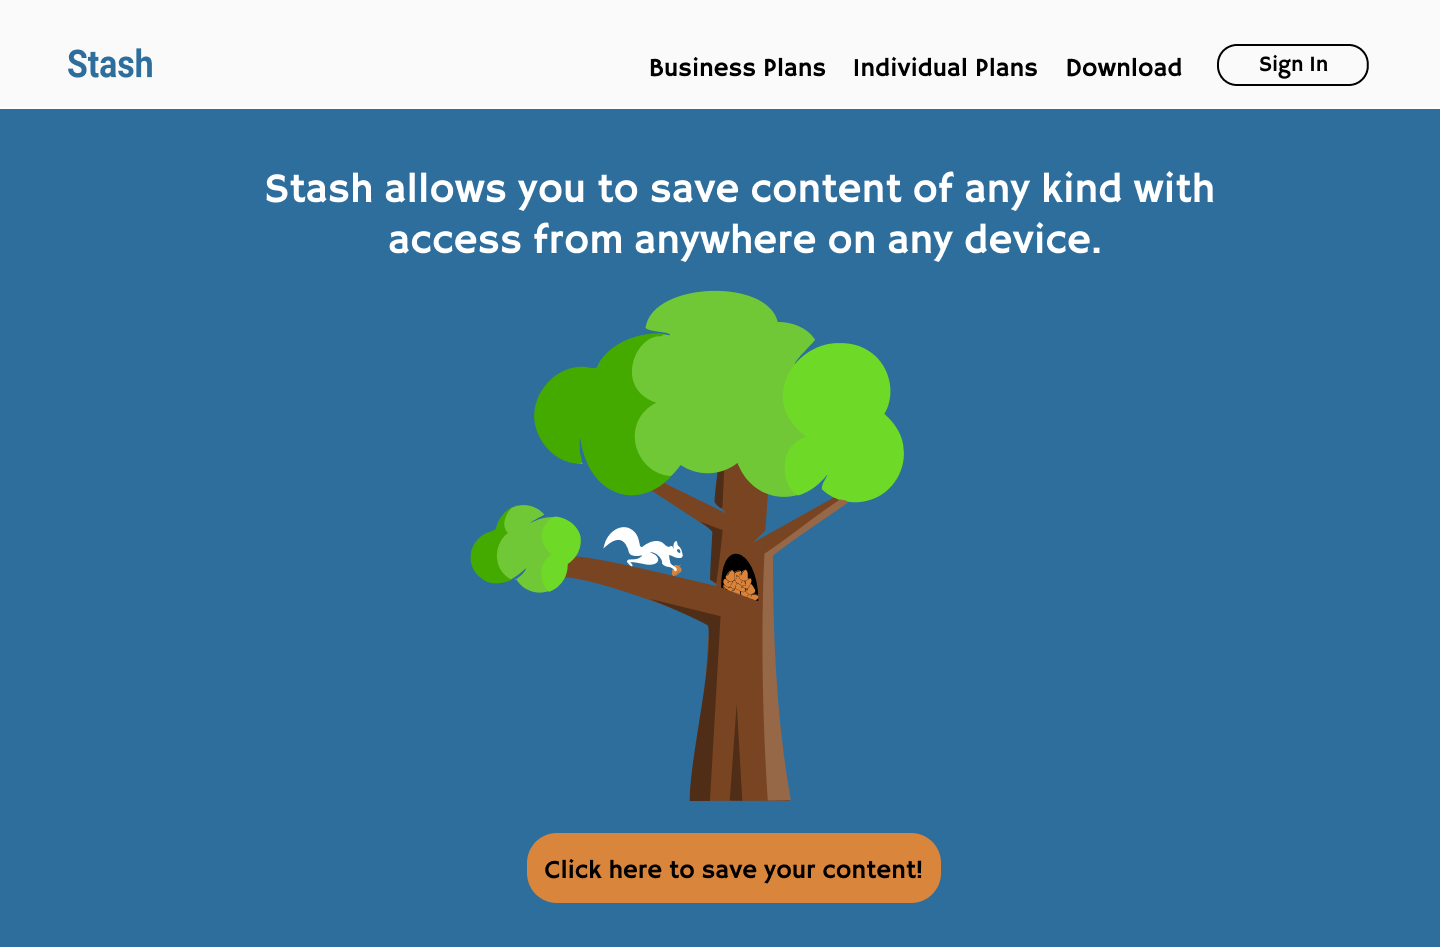 Stash
Business Plans
Individual Plans
Download
Sign In
Stash allows you to save content of any kind with
access from anywhere on any device.
Click here to save your content!